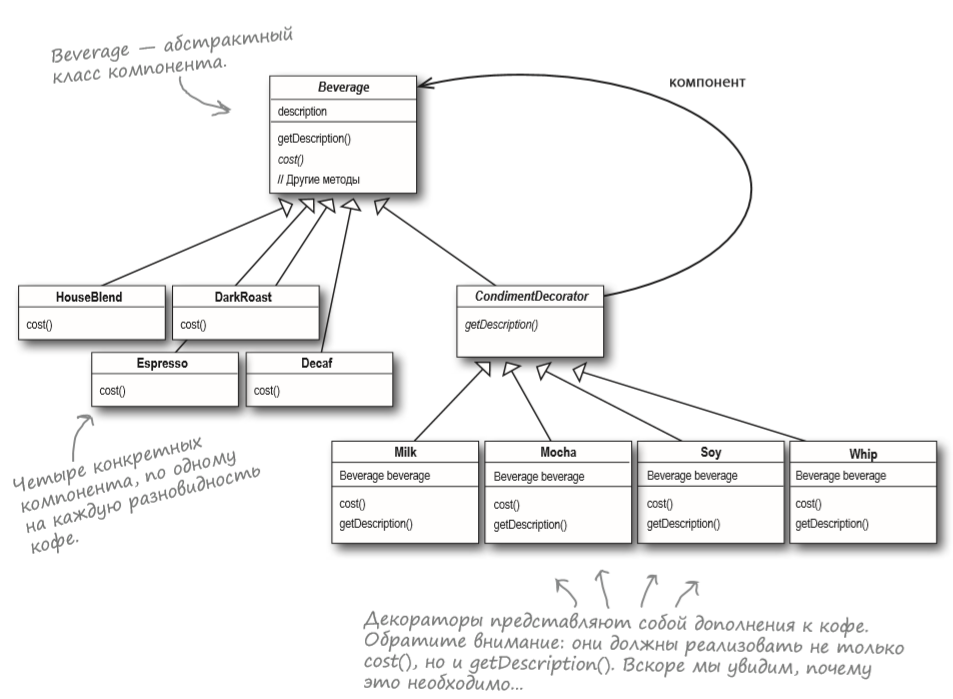 Beverage — абстрактный
класс компонента.
компонент
Beverage
description
getDescription()
cost()
// Другие методы
HouseBlend
cost()
DarkRoast
cost()
CondimentDecorator
getDescription()
Espresso
cost()
Decaf
cost()
Четыре конкретных
компонента, по одному
на каждую разновидность
кофе.
Milk
Beverage beverage
cost()
getDescription()
Mocha
Beverage beverage
cost()
getDescription()
Soy
Beverage beverage
cost()
getDescription()
Whip
Beverage beverage
cost()
getDescription()
Декораторы представляют собой дополнения к кофе.
Обратите внимание: они должны реализовать не только
cost(), но и getDescription(). Вскоре мы увидим, почему
это необходимо...